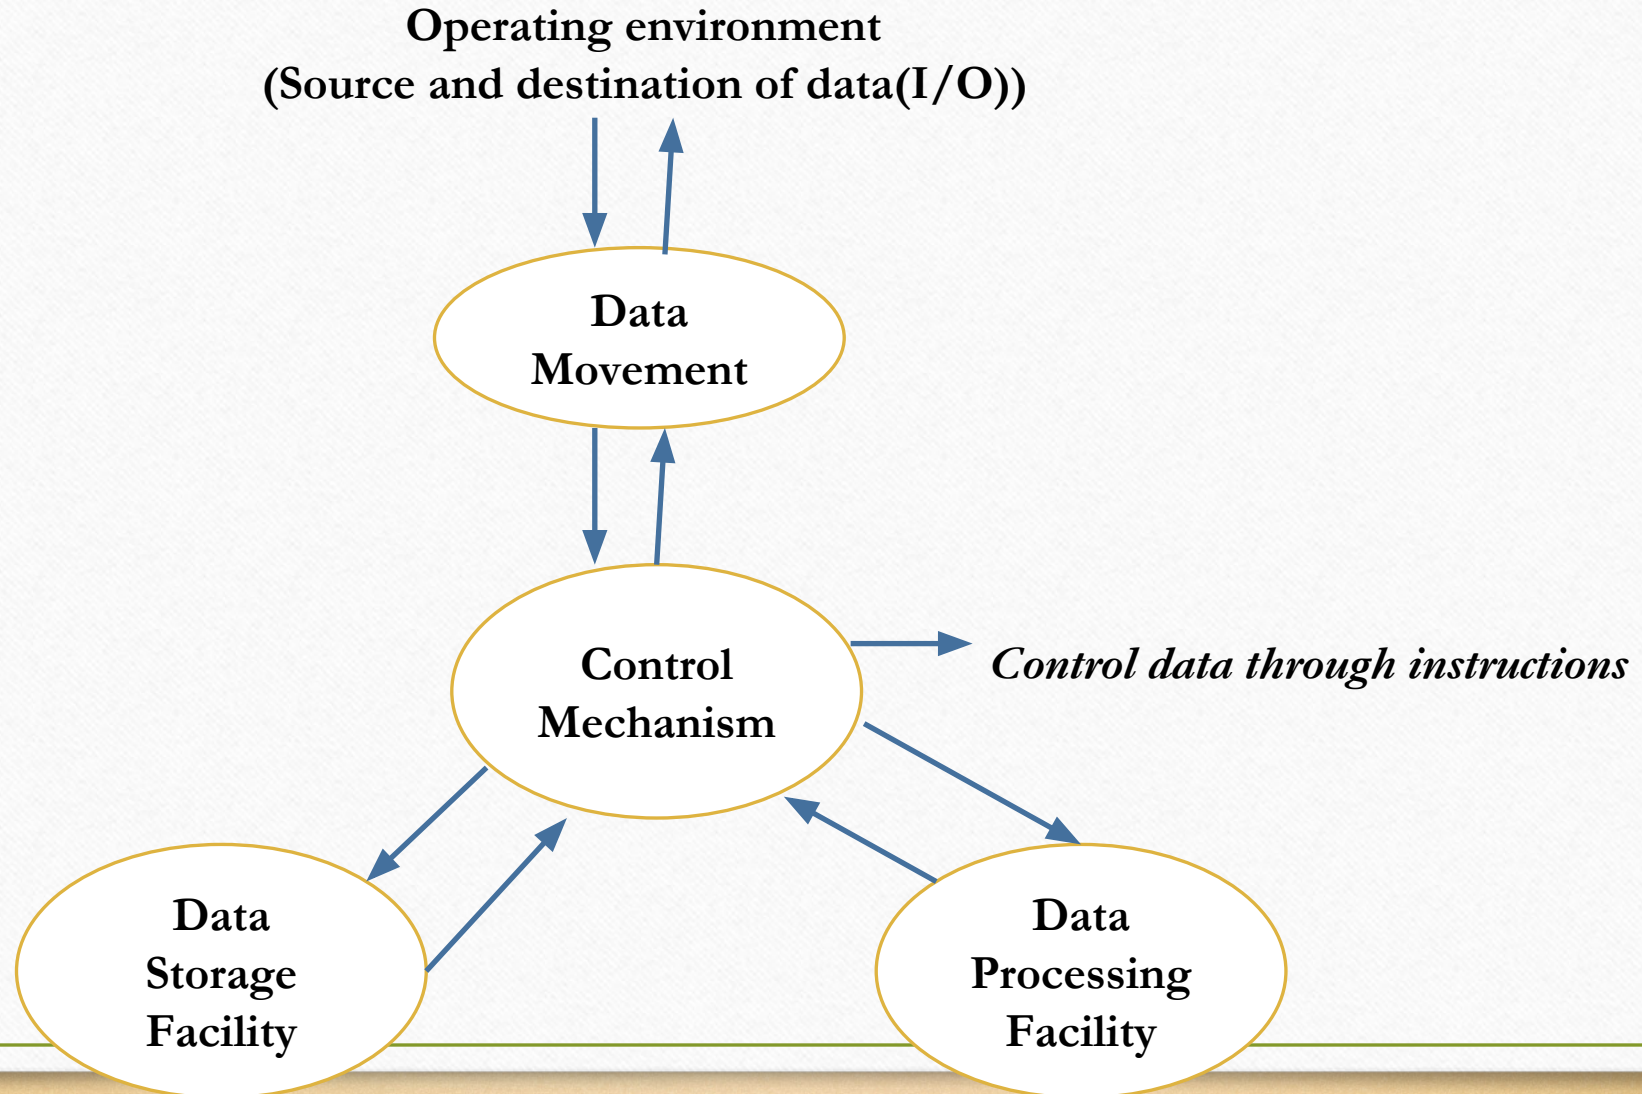 Operating environment
(Source and destination of data(I/O))
Data
Movement
Control
Mechanism
Control data through instructions
Data
Storage
Facility
Data
Processing
Facility